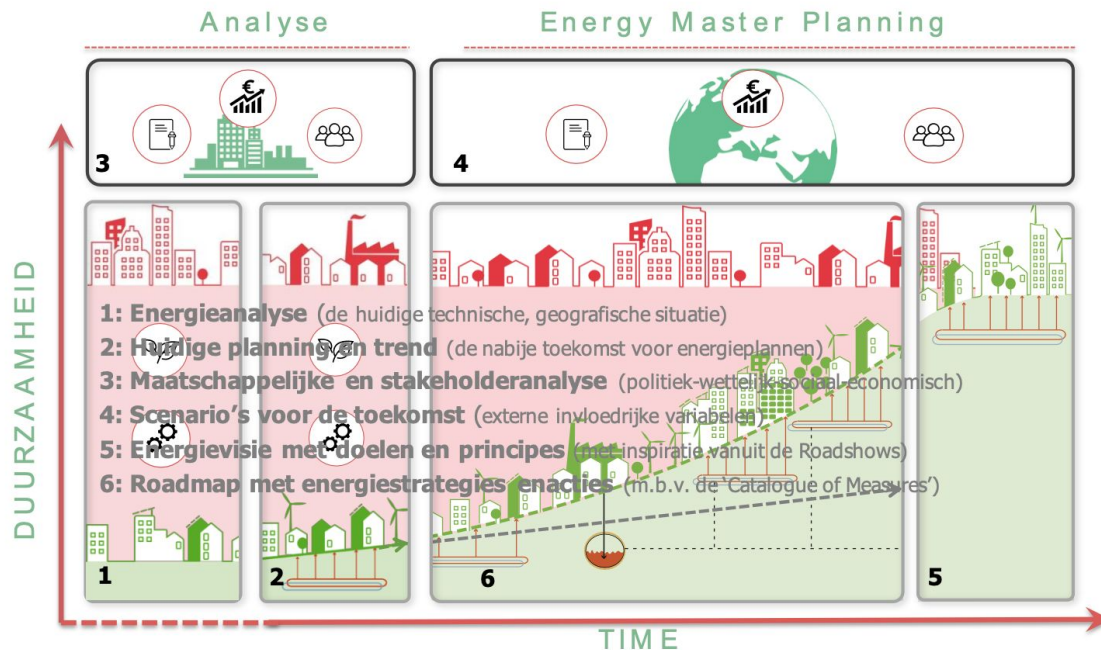 Analyse
Energy Master Planning
€
€
3
4
DUURZAAMHEID
1: Energieanalyse (de huidige technische, geografische situatie)
2: Huidige planning en trend (de nabije toekomst voor energieplannen)
3: Maatschappelijke en stakeholderanalyse (politiek-wettelijk-sociaal-economisch)
4: Scenario's voor de toekomst (externe invloedrijke variabelen)
5: Energievisie met doelen en principes (met inspiratie vanuit de Roadshows)
6: Roadmap met energiestrategies enacties (m.b.v. de 'Catalogue of Measures')
1
2
6
5
TIME